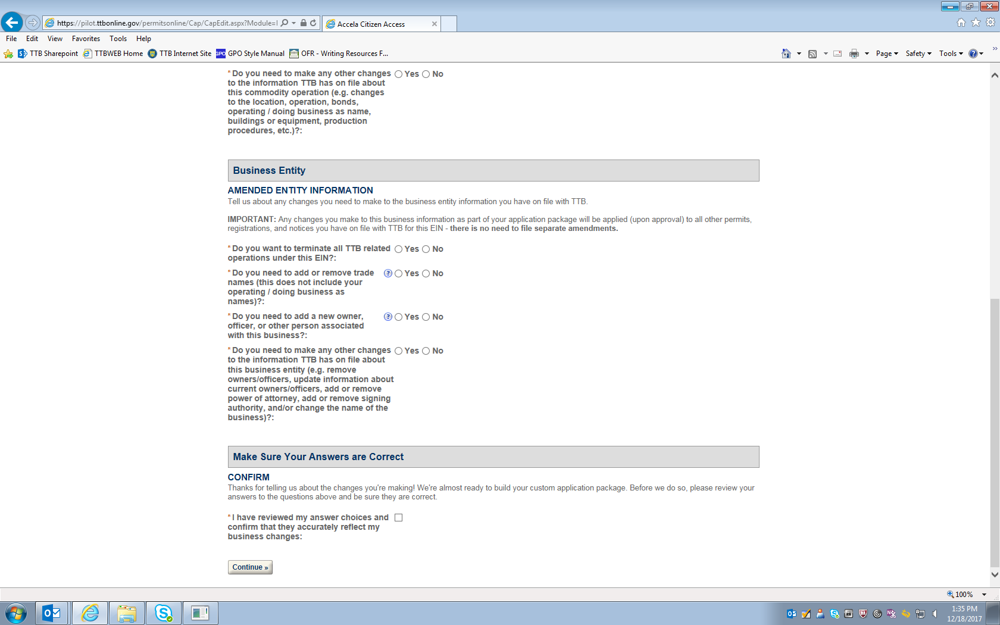 https://pilot.ttbonline.gov/permitsonline/Cap/CapEdit.aspx?Module=
Accela Citizen Access
File Edit View Favorites Tools Help
TTB Sharepoint TTBWEB Home TTB Internet Site GPO GPO Style Manual OFR - Writing Resources F...
Page Safety Tools
*Do you need to make any other changes Yes No
to the information TTB has on file about
this commodity operation (e.g. changes
to the location, operation, bonds,
operating / doing business as name,
buildings or equipment, production
procedures, etc.)?:
Business Entity
AMENDED ENTITY INFORMATION
Tell us about any changes you need to make to the business entity information you have on file with TTB.
IMPORTANT: Any changes you make to this business information as part of your application package will be applied (upon approval) to all other permits,
registrations, and notices you have on file with TTB for this EIN - there is no need to file separate amendments.
*Do you want to terminate all TTB related Yes No
operations under this EIN?:
*Do you need to add or remove trade ? Yes No
names (this does not include your
operating / doing business as
names)?:
*Do you need to add a new owner, ? Yes No
officer, or other person associated
with this business?:
*Do you need to make any other changes Yes No
to the information TTB has on file about
this business entity (e.g. remove
owners/officers, update information about
current owners/officers, add or remove
power of attorney, add or remove signing
authority, and/or change the name of the
business)?:
Make Sure Your Answers are Correct
CONFIRM
Thanks for telling us about the changes you're making! We're almost ready to build your custom application package. Before we do so, please review your
answers to the questions above and be sure they are correct.
*I have reviewed my answer choices and
confirm that they accurately reflect my
business changes:
Continue »
100%
1:35 PM
12/18/2017